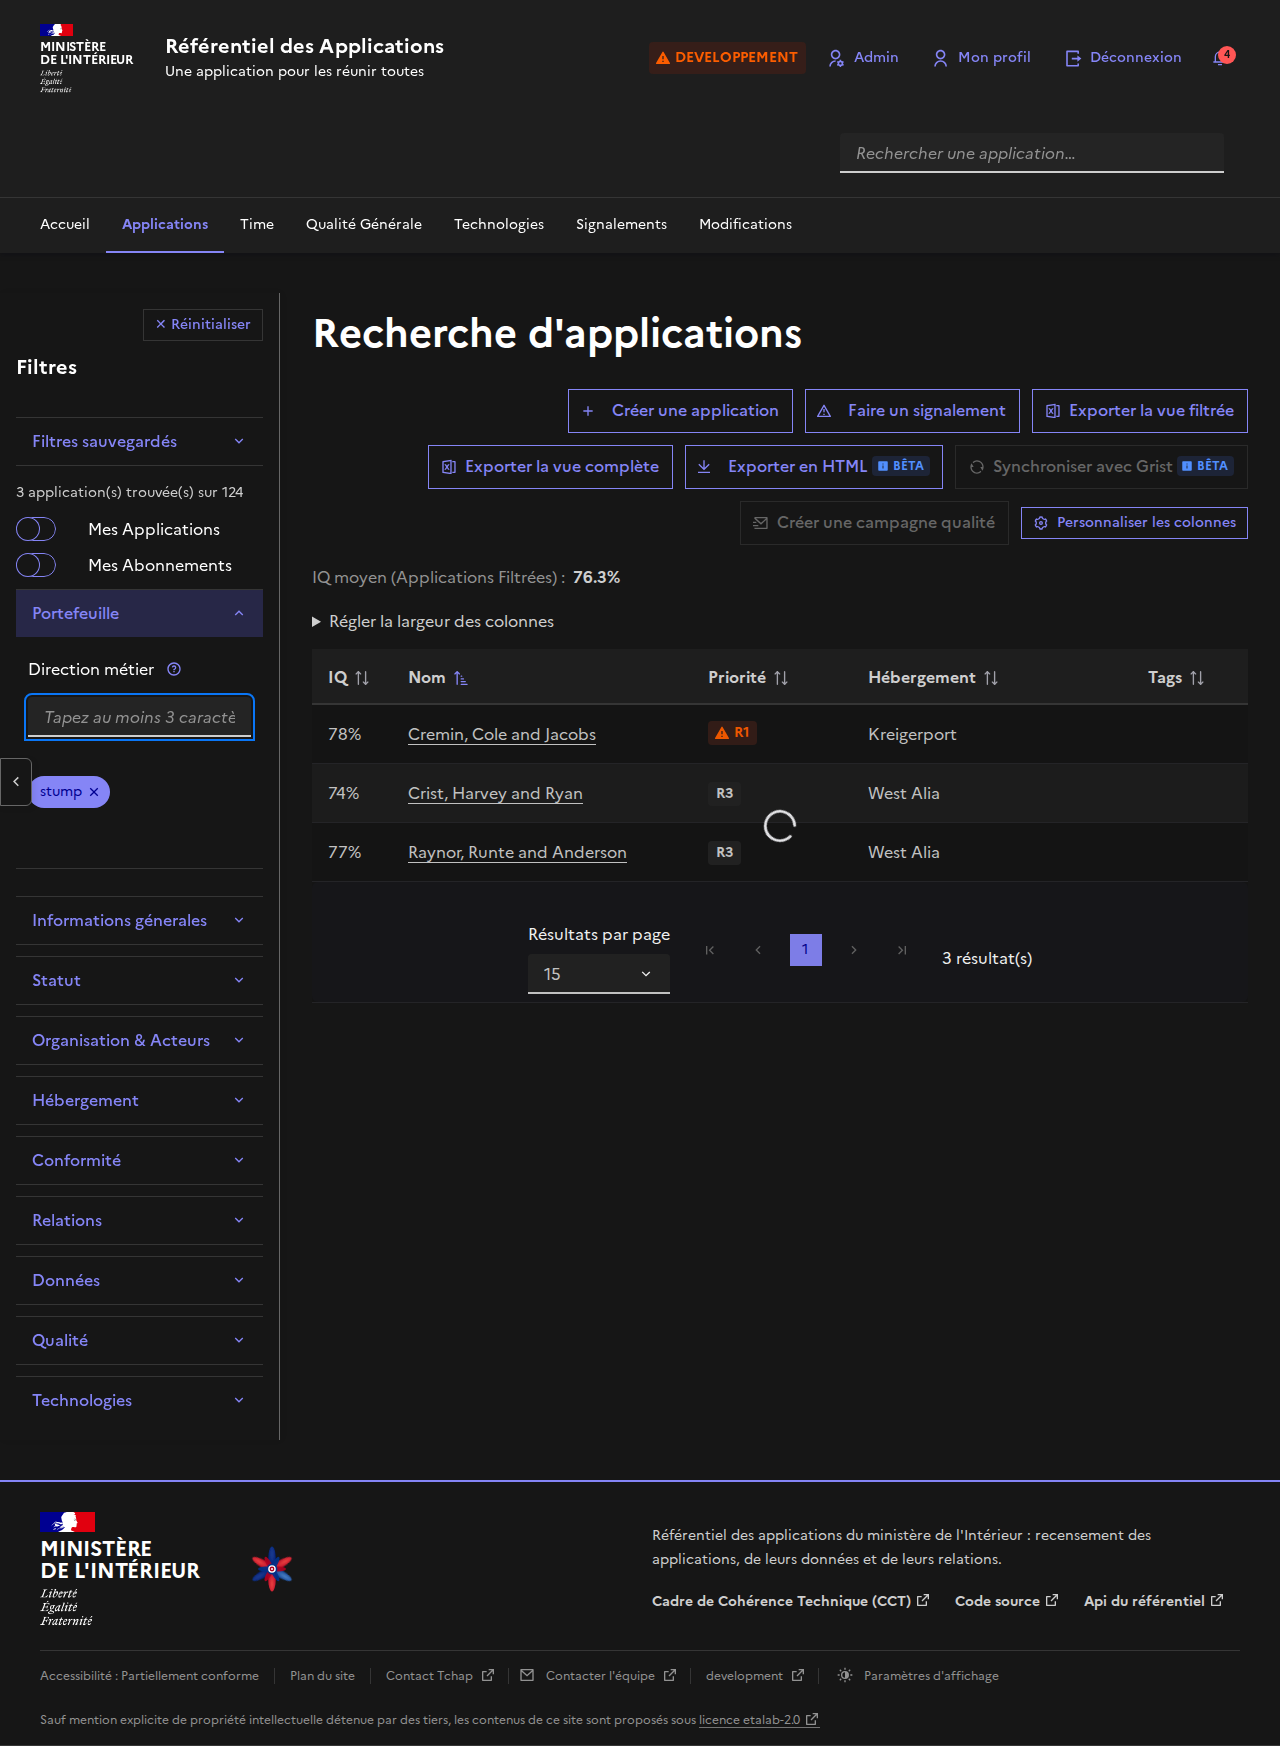 MINISTÈRE
DE L'INTÉRIEUR
Liberté
Égalité
Fraternité
Référentiel des Applications
Une application pour les réunir toutes
DEVELOPPEMENT
Admin
Mon profil
Déconnexion
4
Rechercher une application...
Accueil
Applications
Time
Qualité Générale
Technologies
Signalements
Modifications
Réinitialiser
Filtres
Filtres sauvegardés
3 application(s) trouvée(s) sur 124
Mes Applications
Mes Abonnements
Portefeuille
Direction métier
Tapez au moins 3 caractè
stump
Informations génerales
Statut
Organisation & Acteurs
Hébergement
Conformité
Relations
Données
Qualité
Technologies
Recherche d'applications
Créer une application
Faire un signalement
Exporter la vue filtrée
Exporter la vue complète
Exporter en HTML BÊTA
Synchroniser avec Grist BÊTA
Créer une campagne qualité
Personnaliser les colonnes
IQ moyen (Applications Filtrées) : 76.3%
Régler la largeur des colonnes
IQ Nom Priorité Hébergement Tags
78% Cremin, Cole and Jacobs R1 Kreigerport
74% Crist, Harvey and Ryan R3 West Alia
77% Raynor, Runte and Anderson R3 West Alia
Résultats par page
15
1
3 résultat(s)
MINISTÈRE
DE L'INTÉRIEUR
Liberté
Égalité
Fraternité
Référentiel des applications du ministère de l'Intérieur : recensement des
applications, de leurs données et de leurs relations.
Cadre de Cohérence Technique (CCT)
Code source
Api du référentiel
Accessibilité : Partiellement conforme
Plan du site
Contact Tchap
Contacter l'équipe
development
Paramètres d'affichage
Sauf mention explicite de propriété intellectuelle détenue par des tiers, les contenus de ce site sont proposés sous licence etalab-2.0